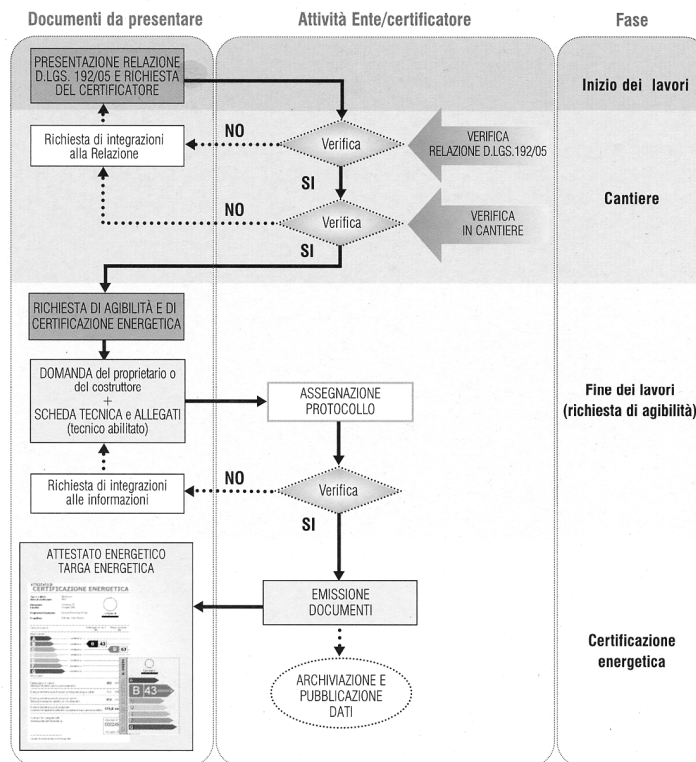 Documenti da presentare
Attività Ente/certificatore
Fase
PRESENTAZIONE RELAZIONE
D.LGS. 192/05 E RICHIESTA
DEL CERTIFICATORE
Inizio dei lavori
Richiesta di integrazioni
alla Relazione
NO
Verifica
VERIFICA
RELAZIONE D.LGS.192/05
SI
Cantiere
NO
Verifica
VERIFICA
IN CANTIERE
SI
RICHIESTA DI AGIBILITÀ E DI
CERTIFICAZIONE ENERGETICA
DOMANDA del proprietario o
del costruttore
+
SCHEDA TECNICA e ALLEGATI
(tecnico abilitato)
ASSEGNAZIONE
PROTOCOLLO
Fine dei lavori
(richiesta di agibilità)
Richiesta di integrazioni
alle informazioni
NO
Verifica
SI
ATTESTATO ENERGETICO
TARGA ENERGETICA
CERTIFICAZIONE ENERGETICA
B 43
B 43
EMISSIONE
DOCUMENTI
Certificazione
energetica
ARCHIVIAZIONE E
PUBBLICAZIONE
DATI